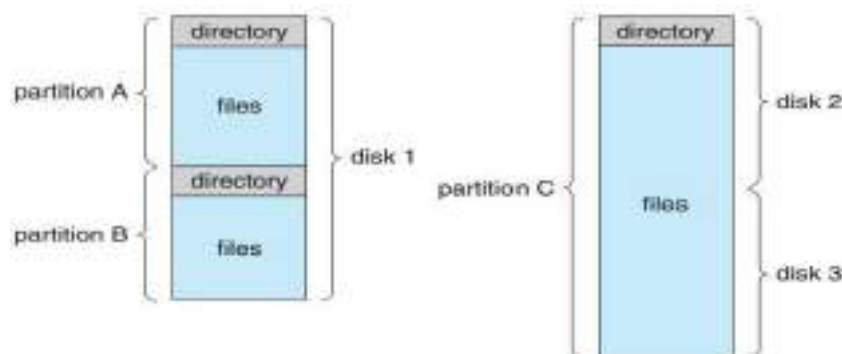 directory
partition A
files
disk 1
directory
partition B
files
directory
disk 2
partition C
files
disk 3